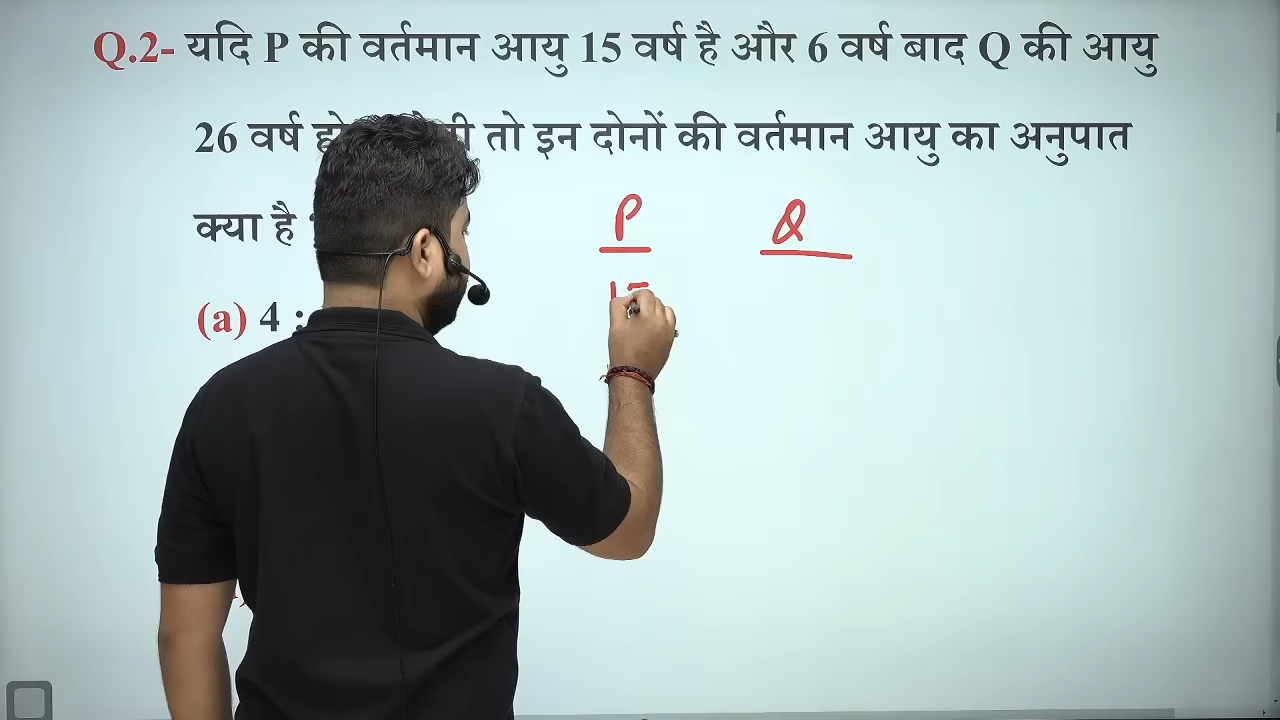 Q.2- यदि P की वर्तमान आयु 15 वर्ष है और 6 वर्ष बाद Q की आयु
26 वर्ष तो इन दोनों की वर्तमान आयु का अनुपात
क्या है
P Q
(a) 4 :